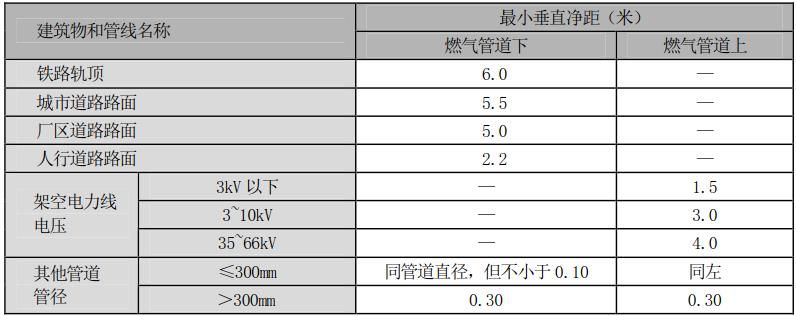 建筑物和管线名称 最小垂直净距（米）
燃气管道下 燃气管道上
铁路轨顶 6.0 —
城市道路路面 5.5 —
厂区道路路面 5.0 —
人行道路路面 2.2 —
架空电力线
电压
3kV 以下 — 1.5
3~10kV — 3.0
35~66kV — 4.0
其他管道
管径
≤300mm 同管道直径，但不小于 0.10 同左
＞300mm 0.30 0.30